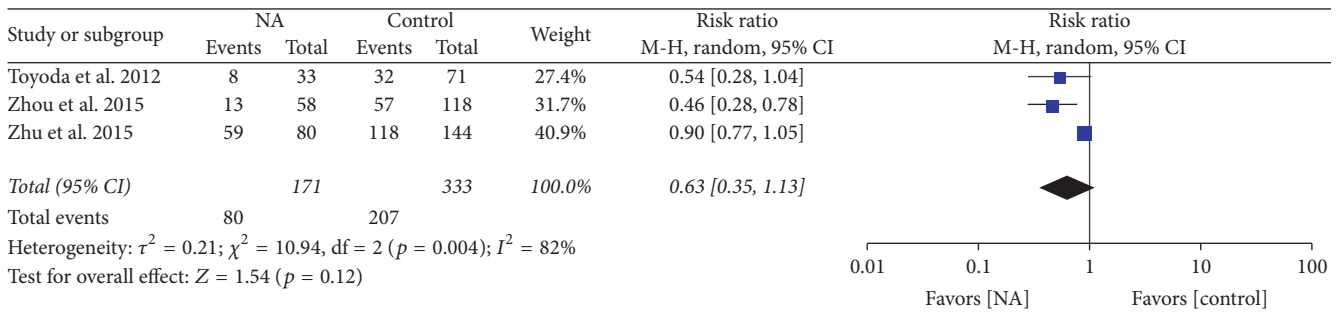 Study or subgroup NA Control Weight Risk ratio Risk ratio
Events Total Events Total M-H, random, 95% CI M-H, random, 95% CI
Toyoda et al. 2012 8 33 32 71 27.4% 0.54 [0.28, 1.04]
Zhou et al. 2015 13 58 57 118 31.7% 0.46 [0.28, 0.78]
Zhu et al. 2015 59 80 118 144 40.9% 0.90 [0.77, 1.05]
Total (95% CI) 171 333 100.0% 0.63 [0.35, 1.13]
Total events 80 207
Heterogeneity: τ² = 0.21; χ² = 10.94, df = 2 (p = 0.004); I² = 82%
Test for overall effect: Z = 1.54 (p = 0.12)
0.01 0.1 1 10 100
Favors [NA] Favors [control]